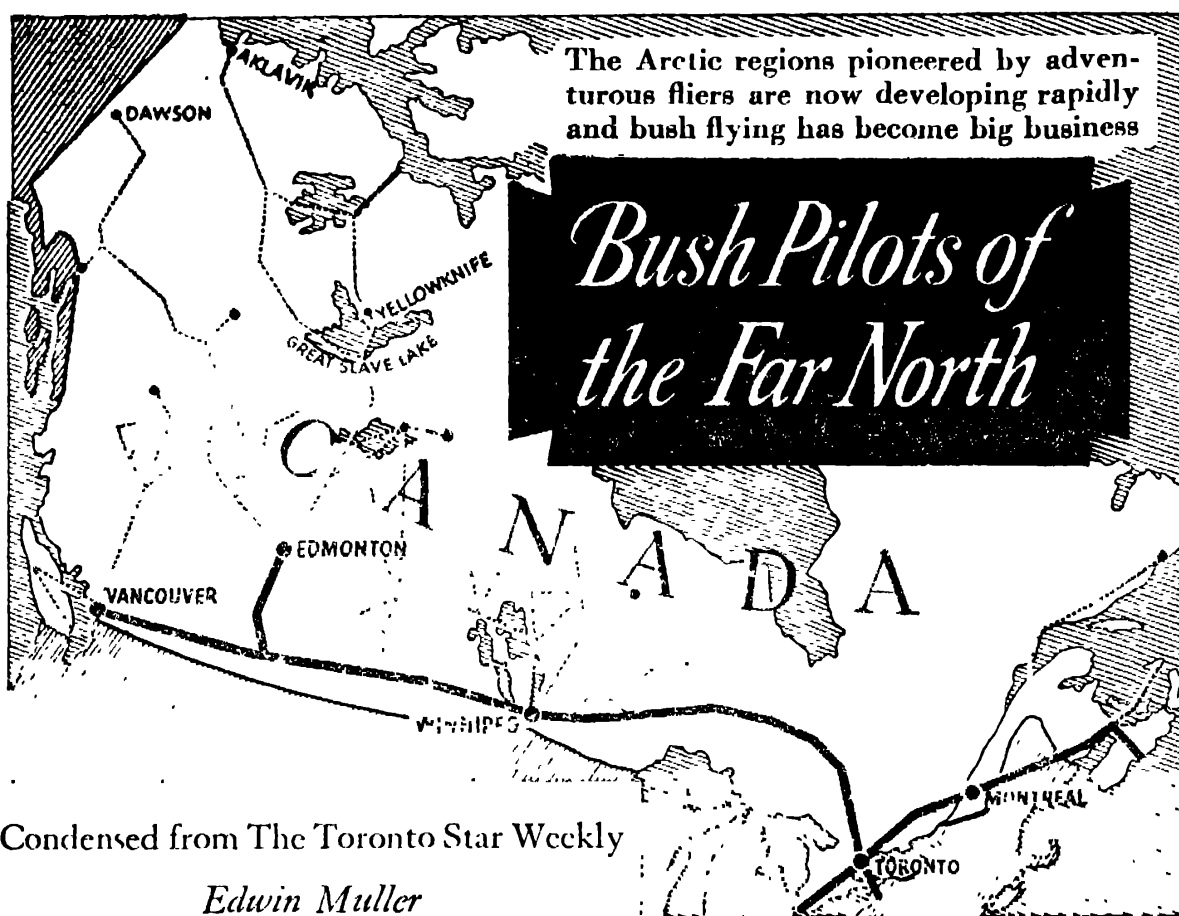 The Arctic regions pioneered by adven-
turous fliers are now developing rapidly
and bush flying has become big business
Bush Pilots of
the Far North
AKLAVIK
DAWSON
YELLOWKNIFE
GREAT SLAVE LAKE
CANADA
EDMONTON
VANCOUVER
WINNIPEG
MONTREAL
TORONTO
Condensed from The Toronto Star Weekly
Edwin Muller